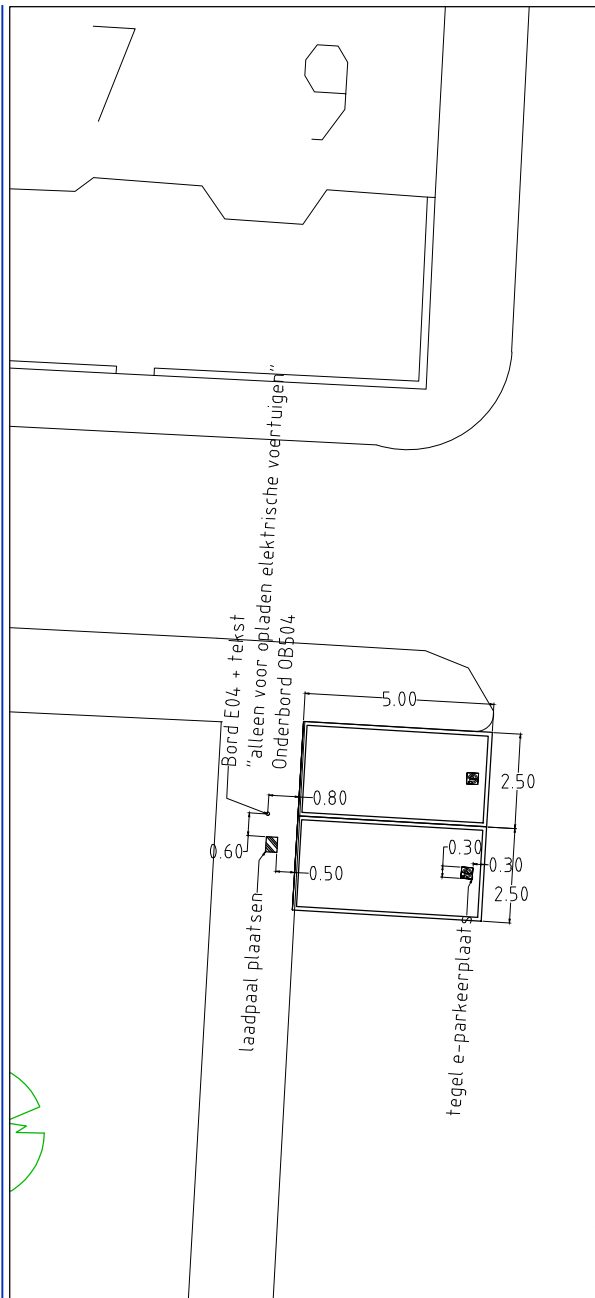 7
9
Bord E04 + tekst
"alleen voor opladen elektrische voertuigen"
Onderbord OB504
5.00
2.50
0.80
0.60
0.50
0.30
0.30
2.50
laadpaal plaatsen
tegel e-parkeerplaats